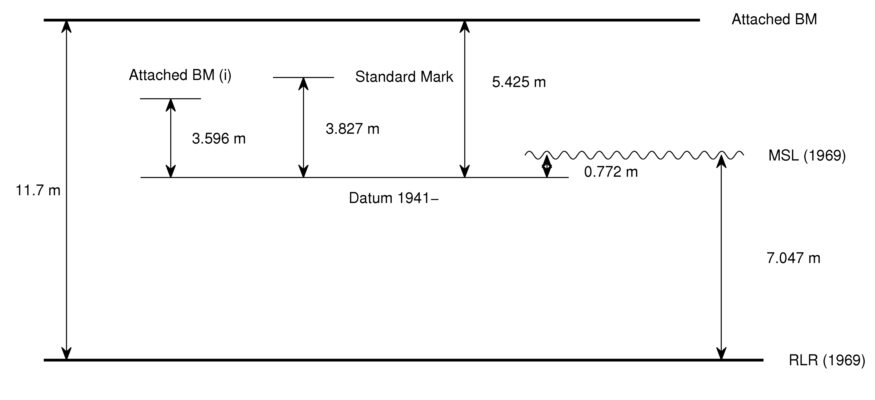 Attached BM
Attached BM (i)
Standard Mark
5.425 m
3.596 m
3.827 m
MSL (1969)
0.772 m
11.7 m
Datum 1941−
7.047 m
RLR (1969)